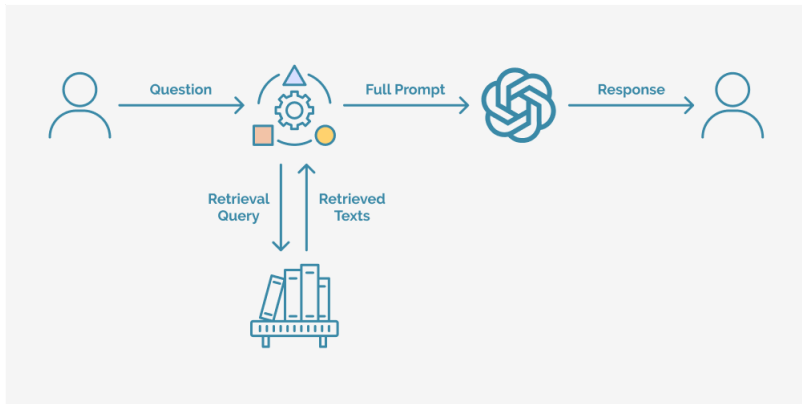 Question
Full Prompt
Response
Retrieval
Query
Retrieved
Texts